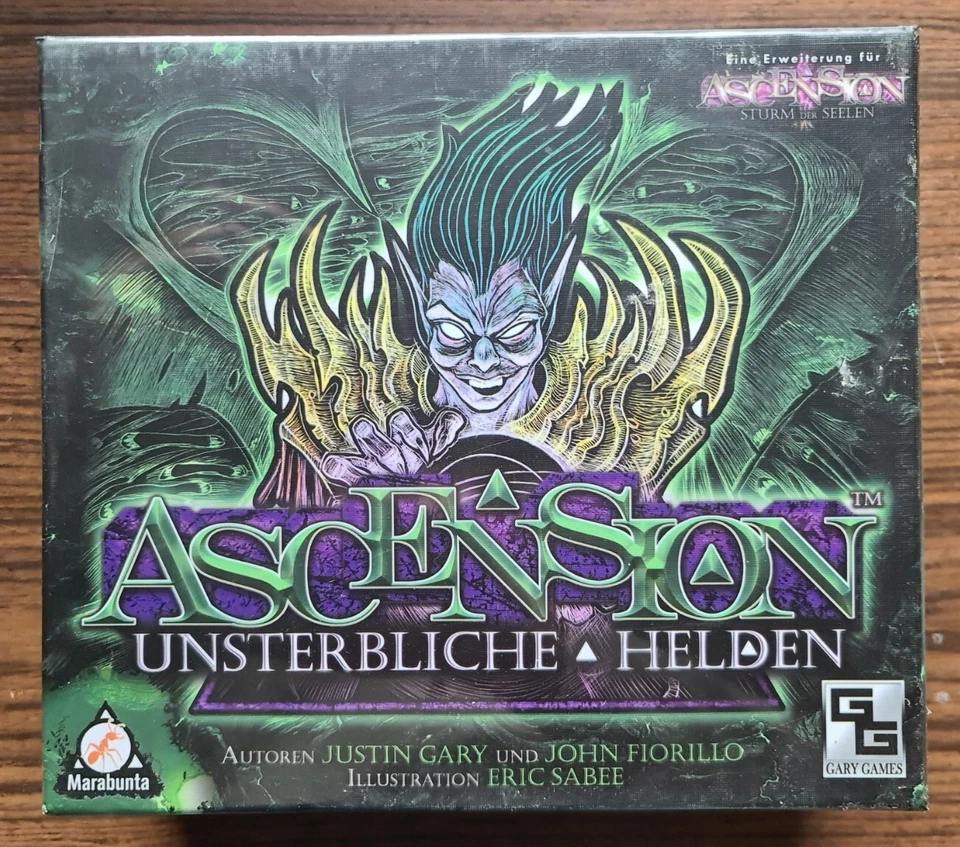 Eine Erweiterung für
ASCENSION
STURM DER SEELEN
ASCENSION™
UNSTERBLICHE HELDEN
AUTOREN JUSTIN GARY UND JOHN FIORILLO
ILLUSTRATION ERIC SABEE
Marabunta
GG
GARY GAMES